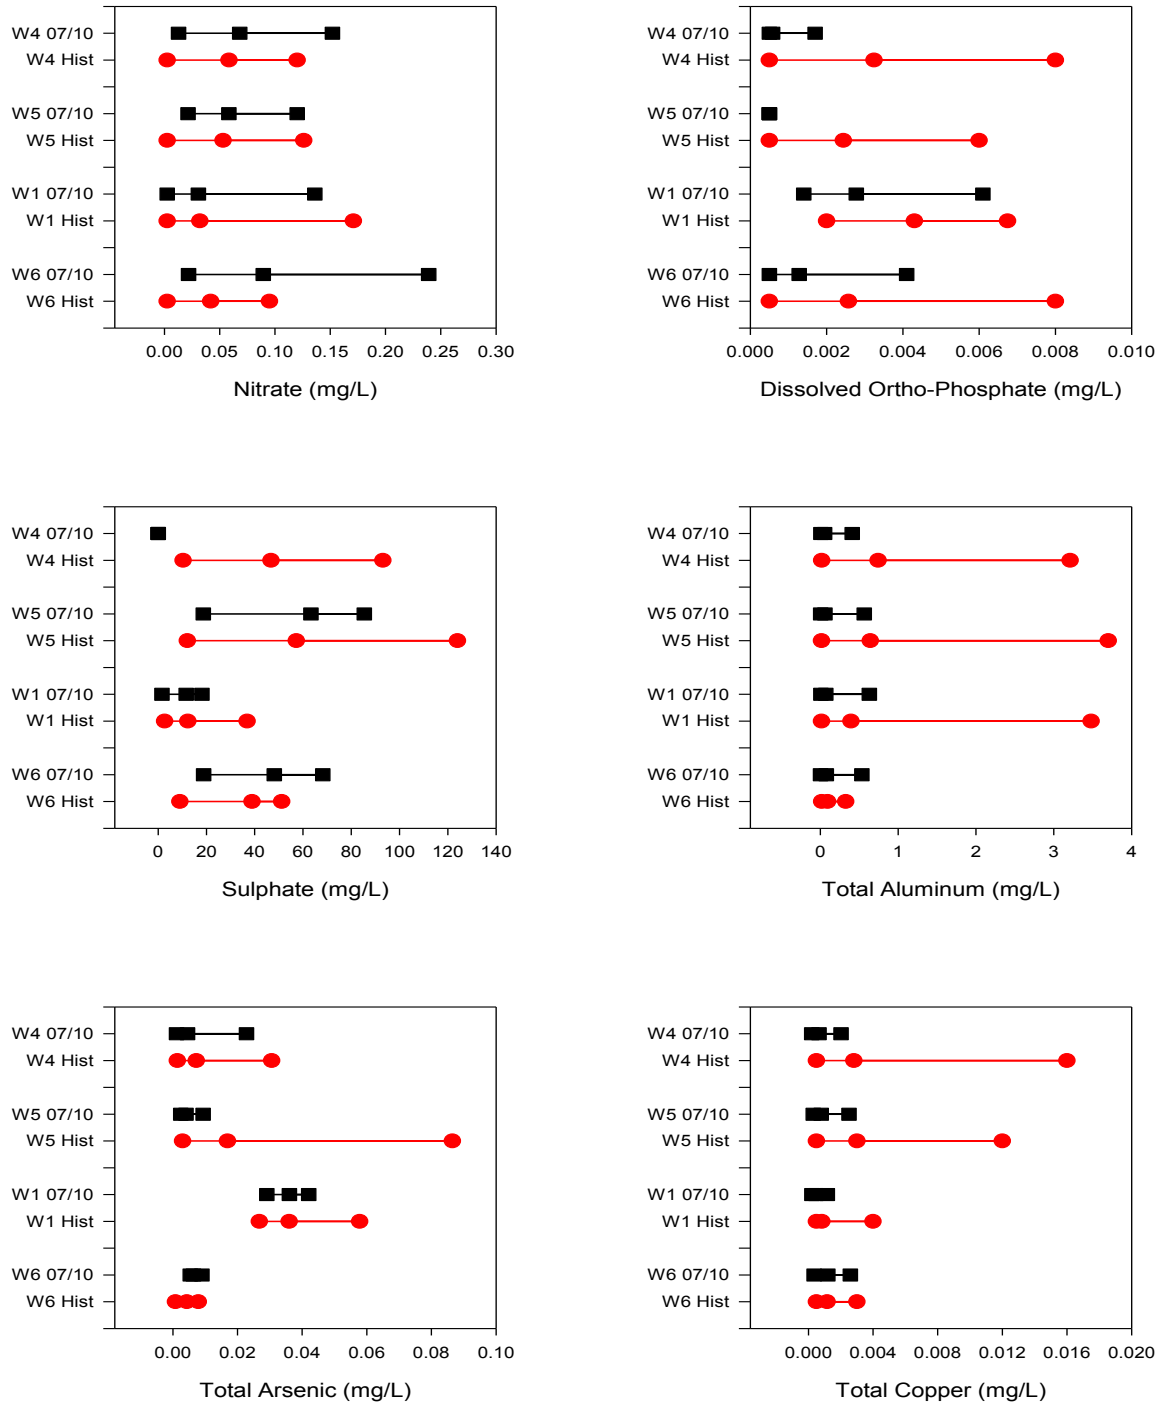 W4 07/10
W4 Hist
W5 07/10
W5 Hist
W1 07/10
W1 Hist
W6 07/10
W6 Hist
0.00 0.05 0.10 0.15 0.20 0.25 0.30
Nitrate (mg/L)
W4 07/10
W4 Hist
W5 07/10
W5 Hist
W1 07/10
W1 Hist
W6 07/10
W6 Hist
0.000 0.002 0.004 0.006 0.008 0.010
Dissolved Ortho-Phosphate (mg/L)
W4 07/10
W4 Hist
W5 07/10
W5 Hist
W1 07/10
W1 Hist
W6 07/10
W6 Hist
0 20 40 60 80 100 120 140
Sulphate (mg/L)
W4 07/10
W4 Hist
W5 07/10
W5 Hist
W1 07/10
W1 Hist
W6 07/10
W6 Hist
0 1 2 3 4
Total Aluminum (mg/L)
W4 07/10
W4 Hist
W5 07/10
W5 Hist
W1 07/10
W1 Hist
W6 07/10
W6 Hist
0.00 0.02 0.04 0.06 0.08 0.10
Total Arsenic (mg/L)
W4 07/10
W4 Hist
W5 07/10
W5 Hist
W1 07/10
W1 Hist
W6 07/10
W6 Hist
0.000 0.004 0.008 0.012 0.016 0.020
Total Copper (mg/L)